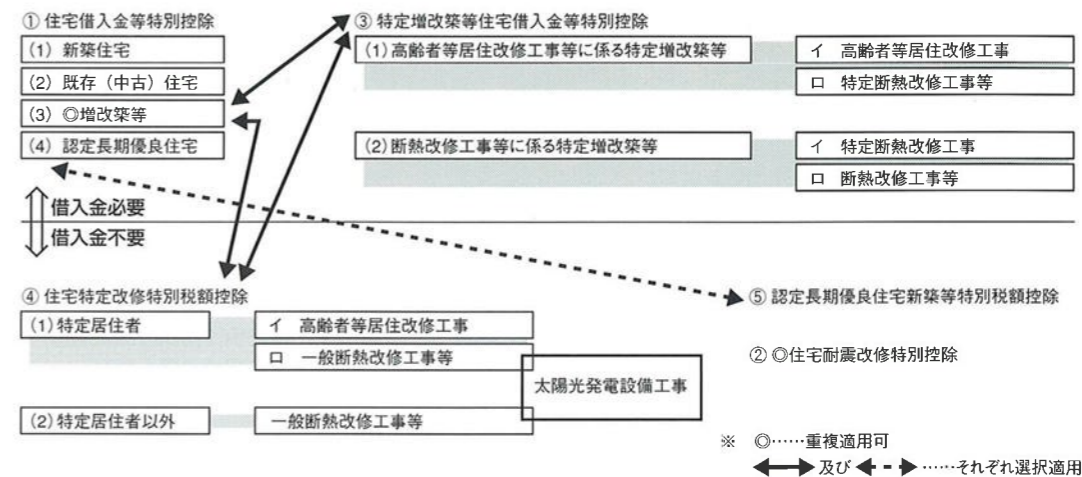 ① 住宅借入金等特別控除
(1) 新築住宅
(2) 既存(中古)住宅
(3) ◎増改築等
(4) 認定長期優良住宅
③ 特定増改築等住宅借入金等特別控除
(1)高齢者等居住改修工事等に係る特定増改築等
イ 高齢者等居住改修工事
ロ 特定断熱改修工事等
(2)断熱改修工事等に係る特定増改築等
イ 特定断熱改修工事
ロ 断熱改修工事等
借入金必要
借入金不要
④ 住宅特定改修特別税額控除
(1)特定居住者
イ 高齢者等居住改修工事
ロ 一般断熱改修工事等
太陽光発電設備工事
(2)特定居住者以外
一般断熱改修工事等
⑤ 認定長期優良住宅新築等特別税額控除
② ◎住宅耐震改修特別控除
※ ◎……重複適用可
及び ……それぞれ選択適用